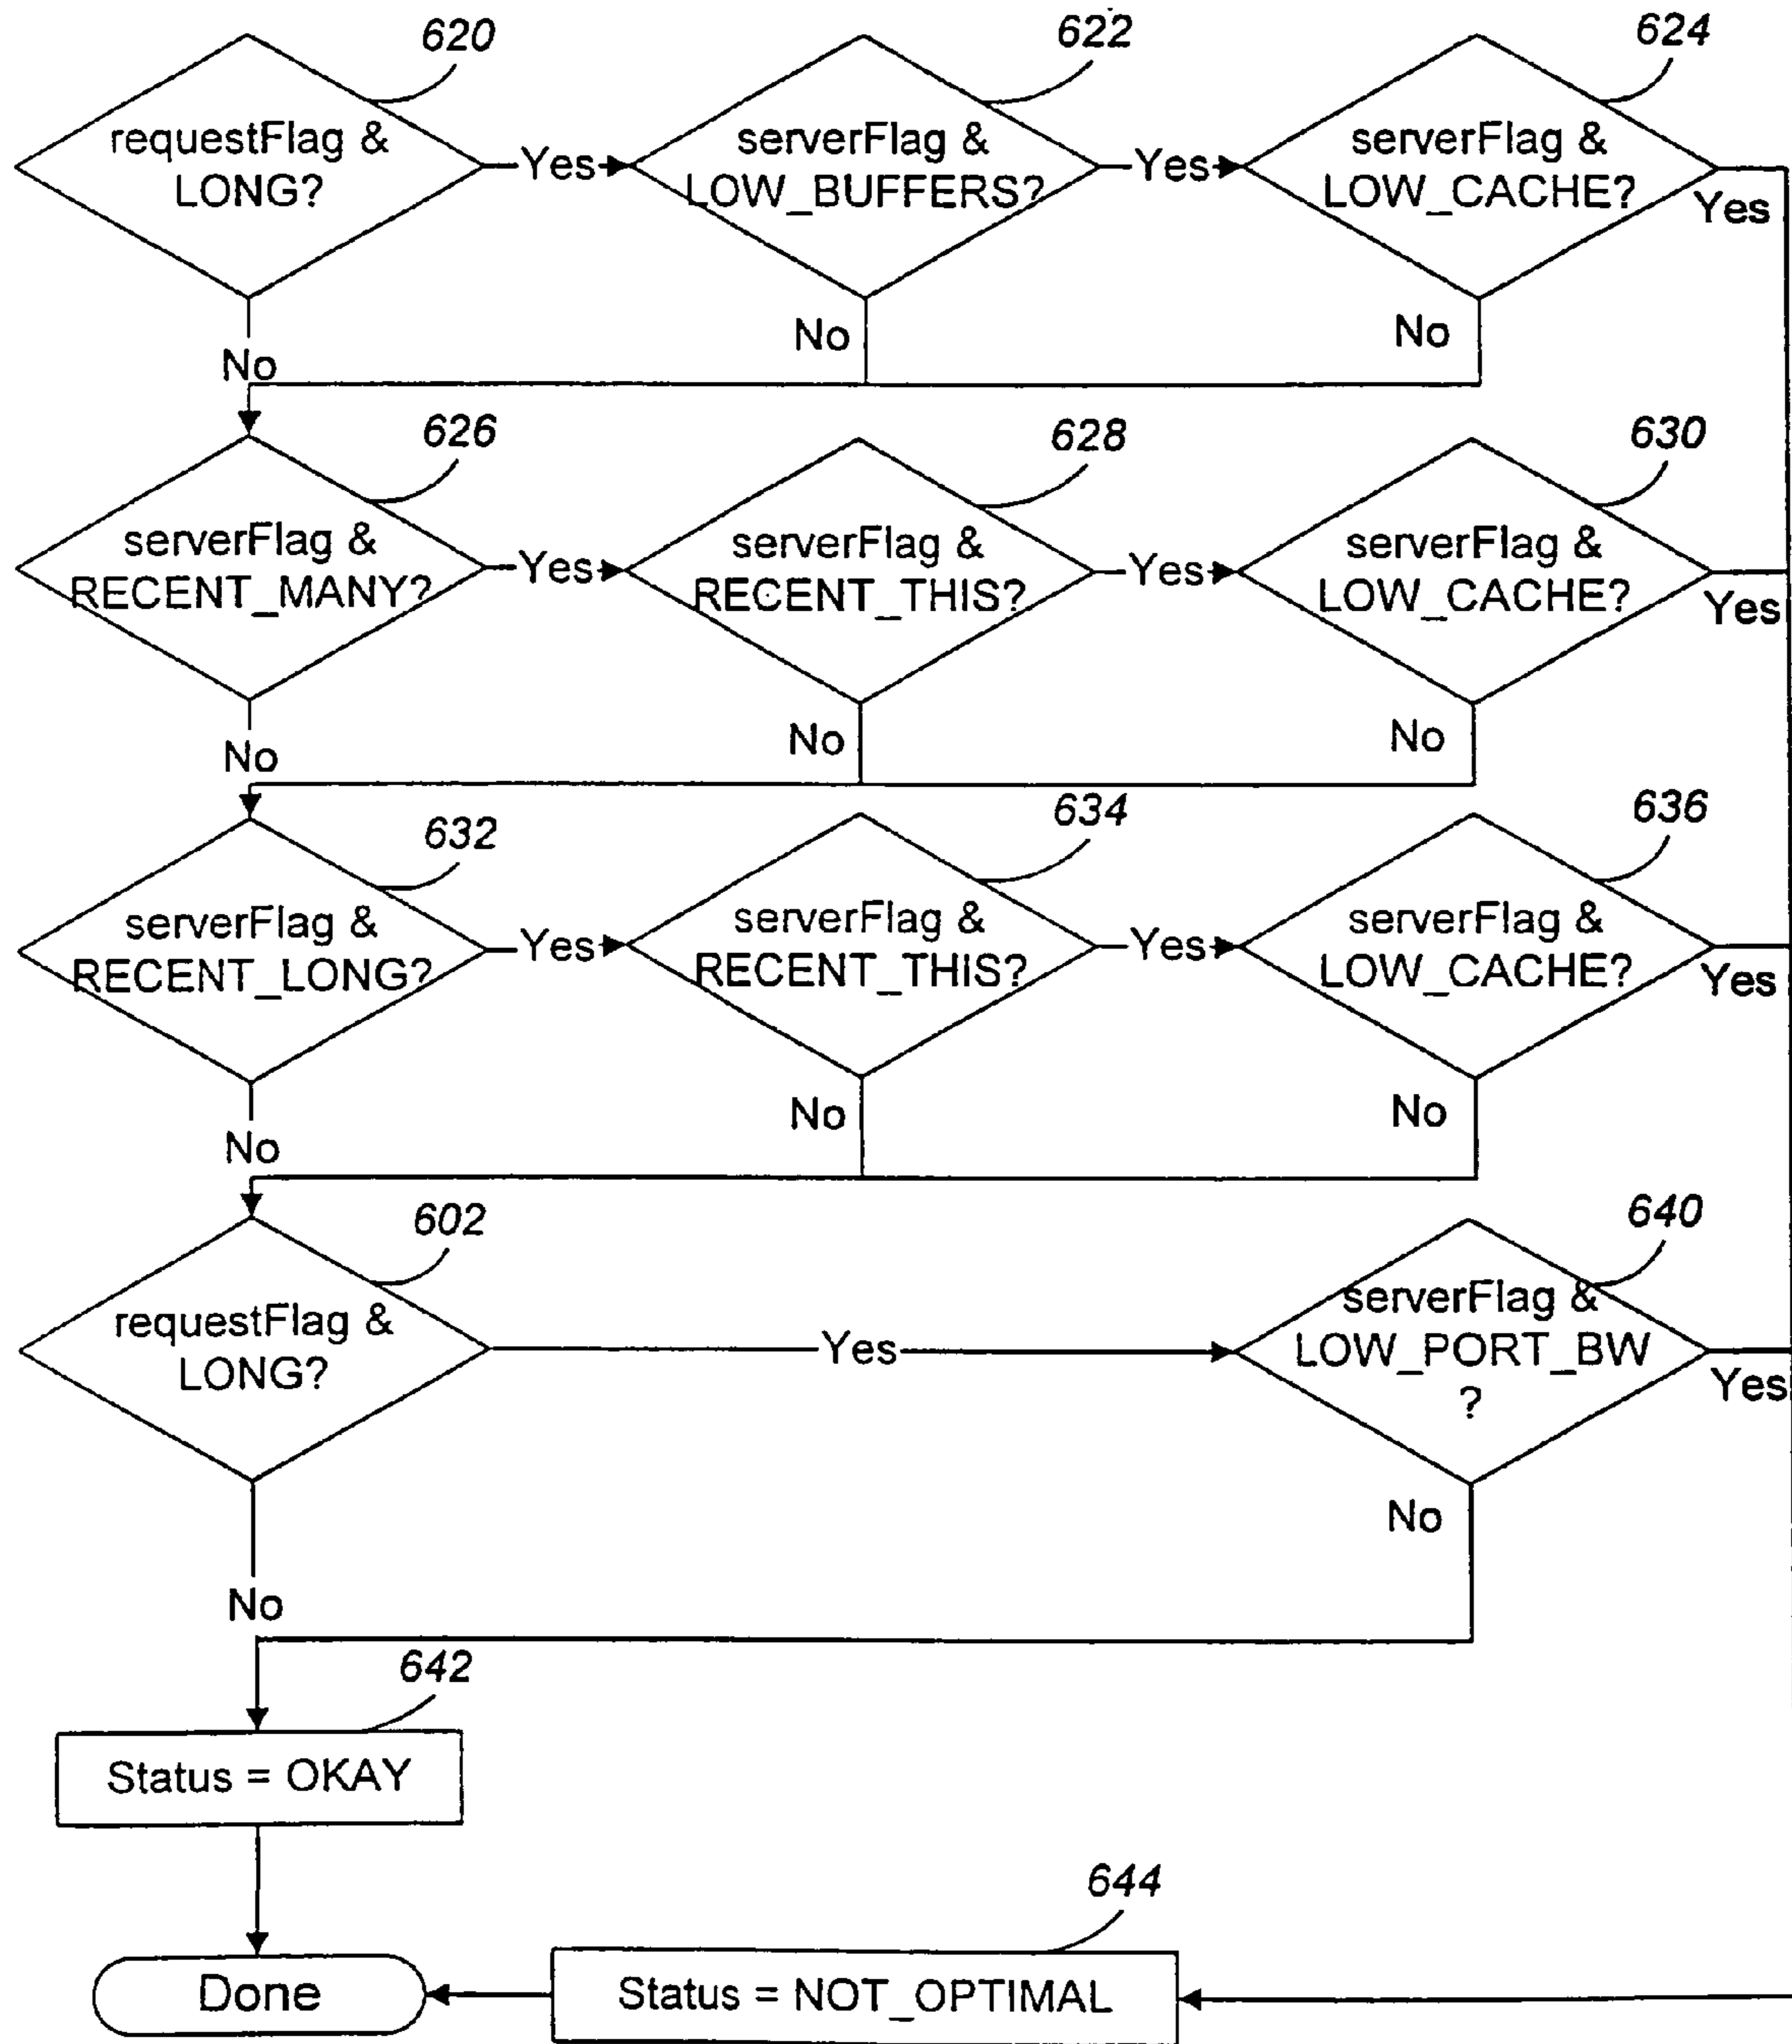 620
622
624
requestFlag &
LONG?
Yes
serverFlag &
LOW_BUFFERS?
Yes
serverFlag &
LOW_CACHE?
Yes
No
No
No
626
628
630
serverFlag &
RECENT_MANY?
Yes
serverFlag &
RECENT_THIS?
Yes
serverFlag &
LOW_CACHE?
Yes
No
No
No
632
634
636
serverFlag &
RECENT_LONG?
Yes
serverFlag &
RECENT_THIS?
Yes
serverFlag &
LOW_CACHE?
Yes
No
No
No
602
640
requestFlag &
LONG?
Yes
serverFlag &
LOW_PORT_BW
?
Yes
No
No
642
Status = OKAY
644
Done
Status = NOT_OPTIMAL